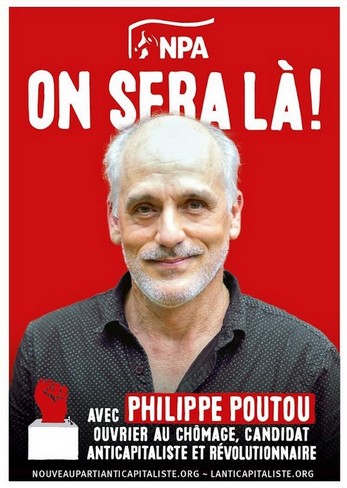 NPA
ON SERA LÀ!
AVEC PHILIPPE POUTOU
OUVRIER AU CHÔMAGE, CANDIDAT
ANTICAPITALISTE ET RÉVOLUTIONNAIRE
NOUVEAUPARTIANTICAPITALISTE.ORG ~ LANTICAPITALISTE.ORG